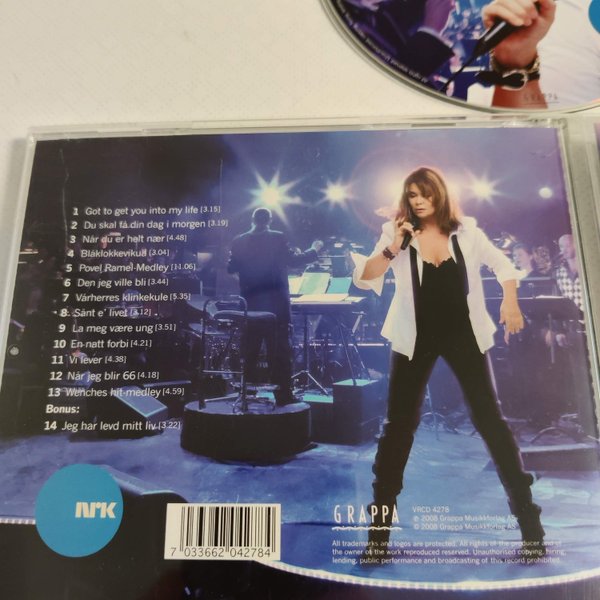 GRAPPA
1 Got to get you into my life [3.15]
2 Du skal få din dag i morgen [3.19]
3 Når du er helt nær [4.48]
4 Blåklokkevikua [3.04]
5 Povel Ramel-Medley [11.06]
6 Den jeg ville bli [3.44]
7 Vårherres klinkekule [5.35]
8 Sånt e' livet [3.12]
9 La meg være ung [3.51]
10 En natt forbi [4.21]
11 Vi lever [4.38]
12 Når jeg blir 66 [4.18]
13 Wenches hit-medley [4.59]
Bonus:
14 Jeg har levd mitt liv [3.22]
NRK
7 033662 042784
GRAPPA
VRCD 4278
℗ 2008 Grappa Musikkforlag AS
© 2008 Grappa Musikkforlag AS
All trademarks and logos are protected. All rights of the producer and of
the owner of the work reproduced reserved. Unauthorised copying, hiring,
lending, public performance and broadcasting of this record prohibited.